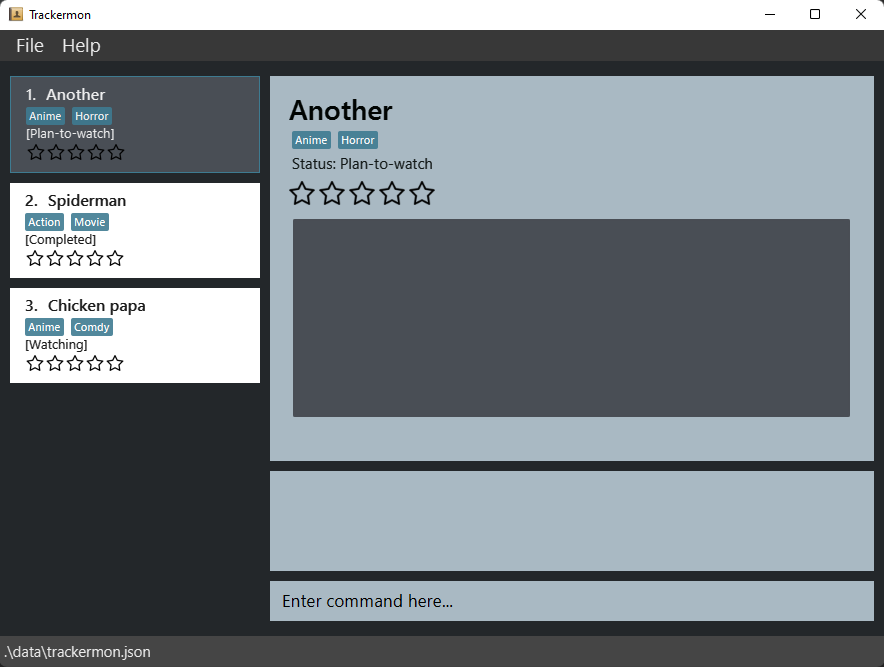 Trackermon
File Help
1. Another
Anime Horror
[Plan-to-watch]
2. Spiderman
Action Movie
[Completed]
3. Chicken papa
Anime Comdy
[Watching]
Another
Anime Horror
Status: Plan-to-watch
Enter command here...
.\data\trackermon.json